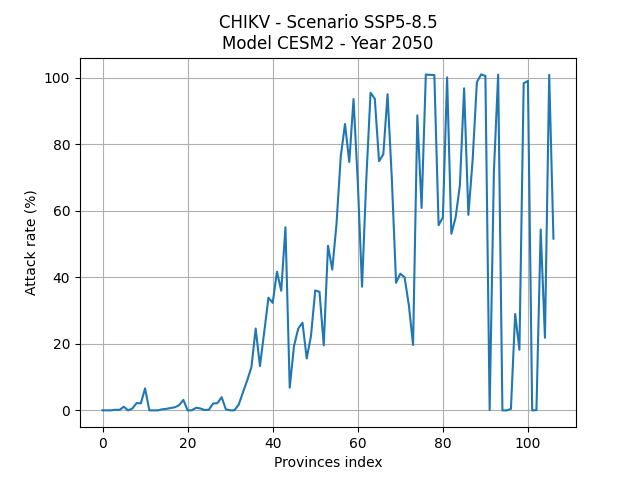 CHIKV - Scenario SSP5-8.5
Model CESM2 - Year 2050
Attack rate (%)
100
80
60
40
20
0
0 20 40 60 80 100
Provinces index